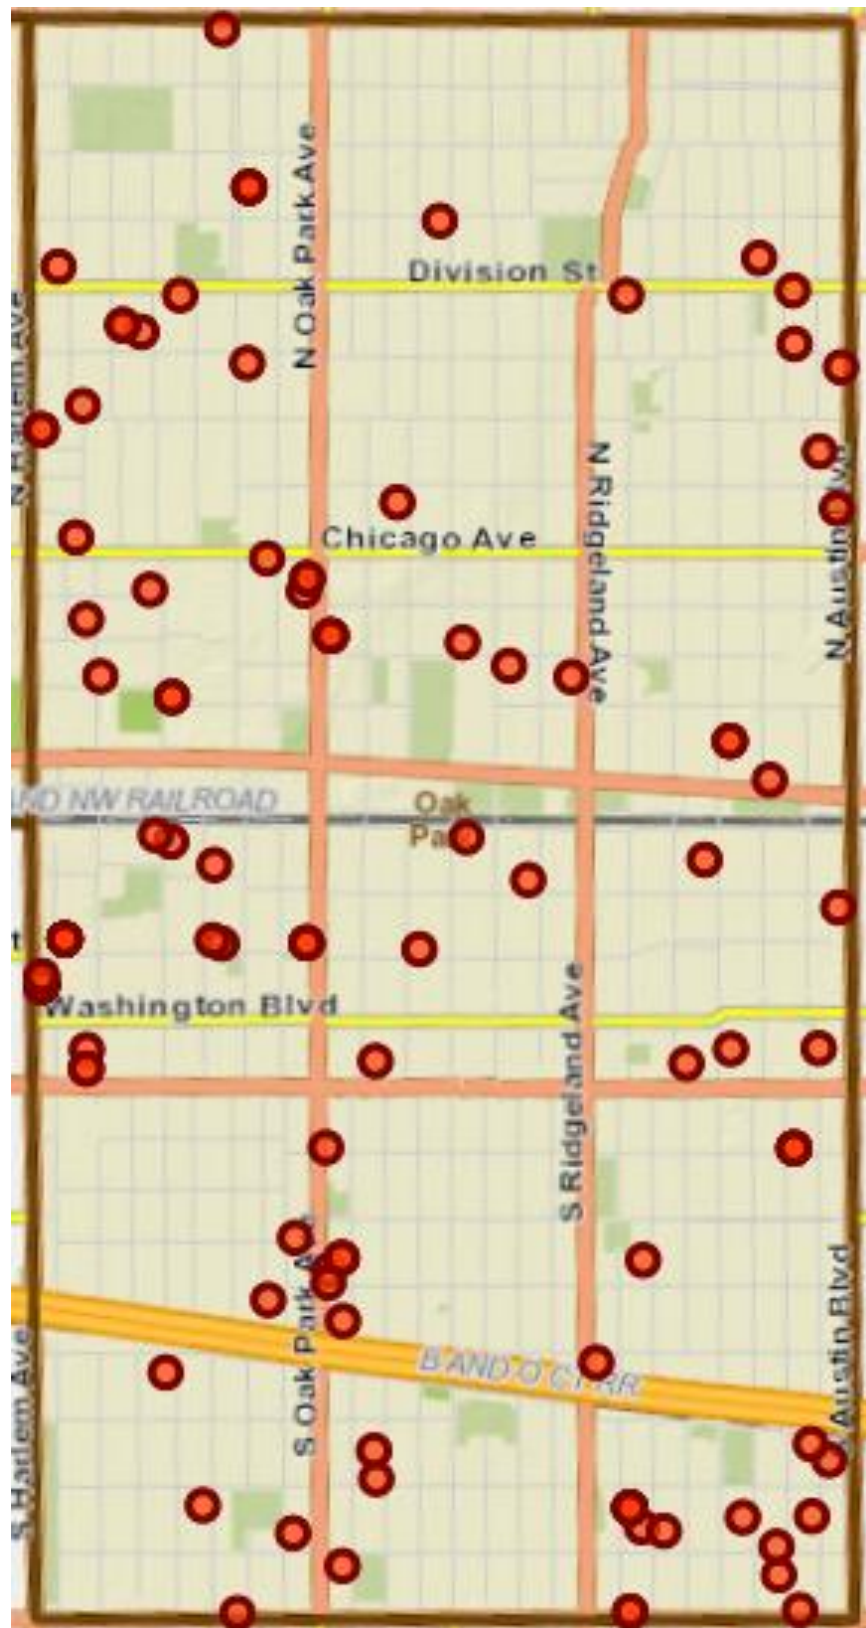 N Oak Park Ave
Division St
N Harlem Ave
N Ridgeland Ave
Chicago Ave
N Austin
AND NW RAILROAD
Oak
t
Washington Blvd
S Ridgeland Ave
S Oak Park
Austin Blvd
B AND O CT RR
S Harlem Ave